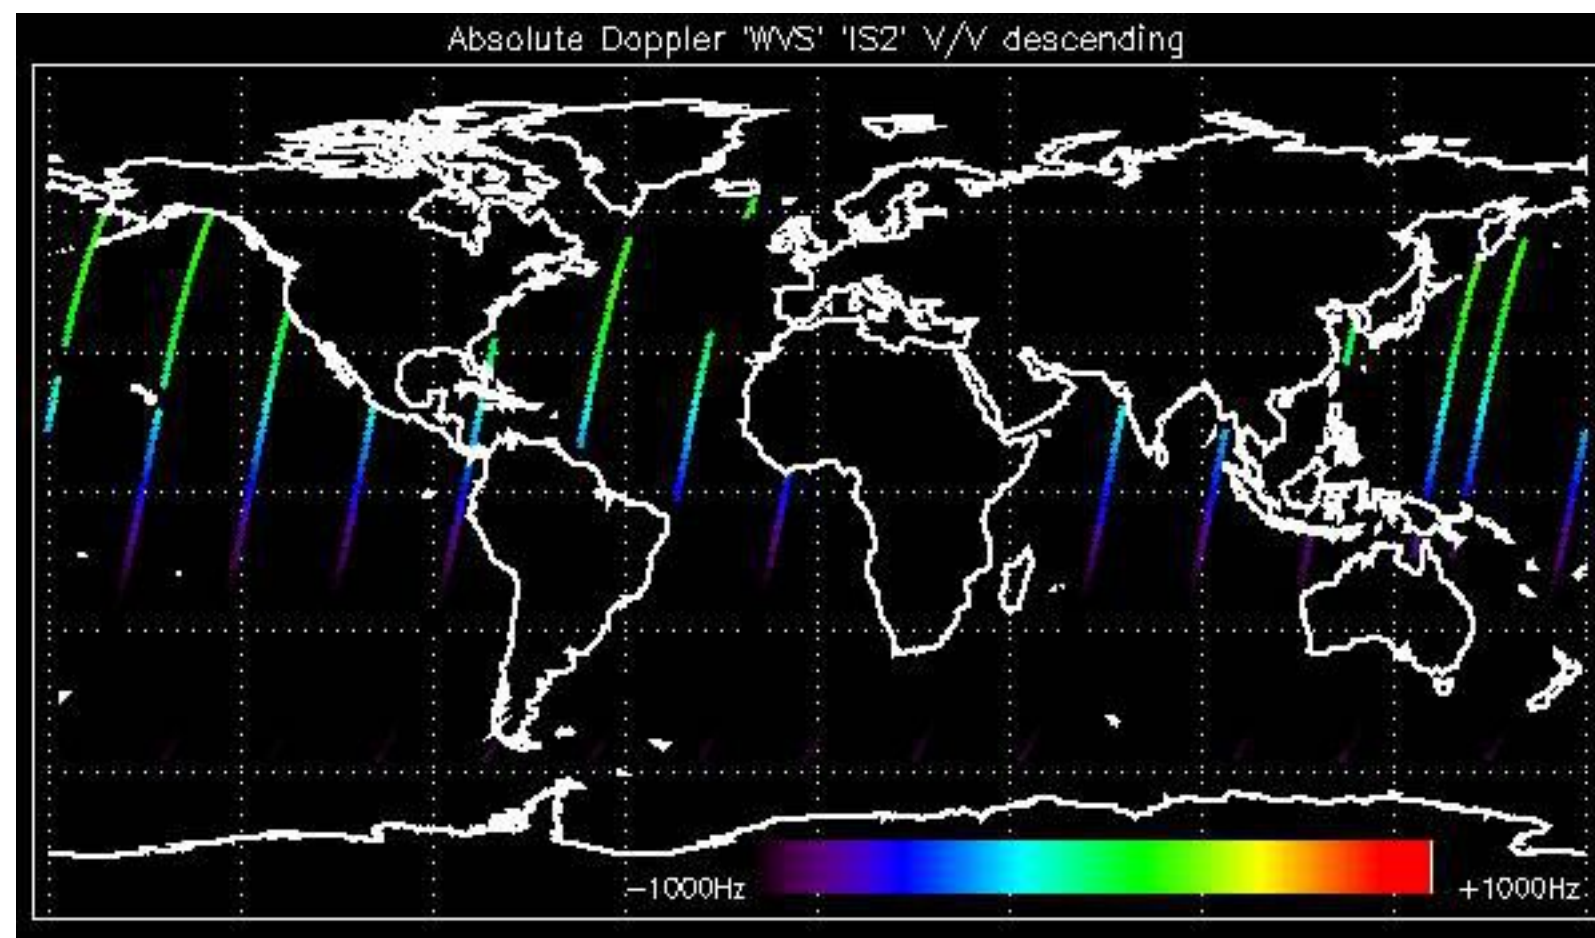 Absolute Doppler 'WVS' 'IS2' V/V descending
−1000Hz
+1000Hz